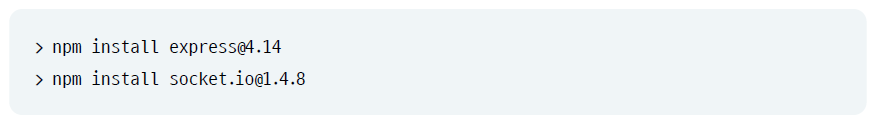 > npm install express@4.14
> npm install socket.io@1.4.8